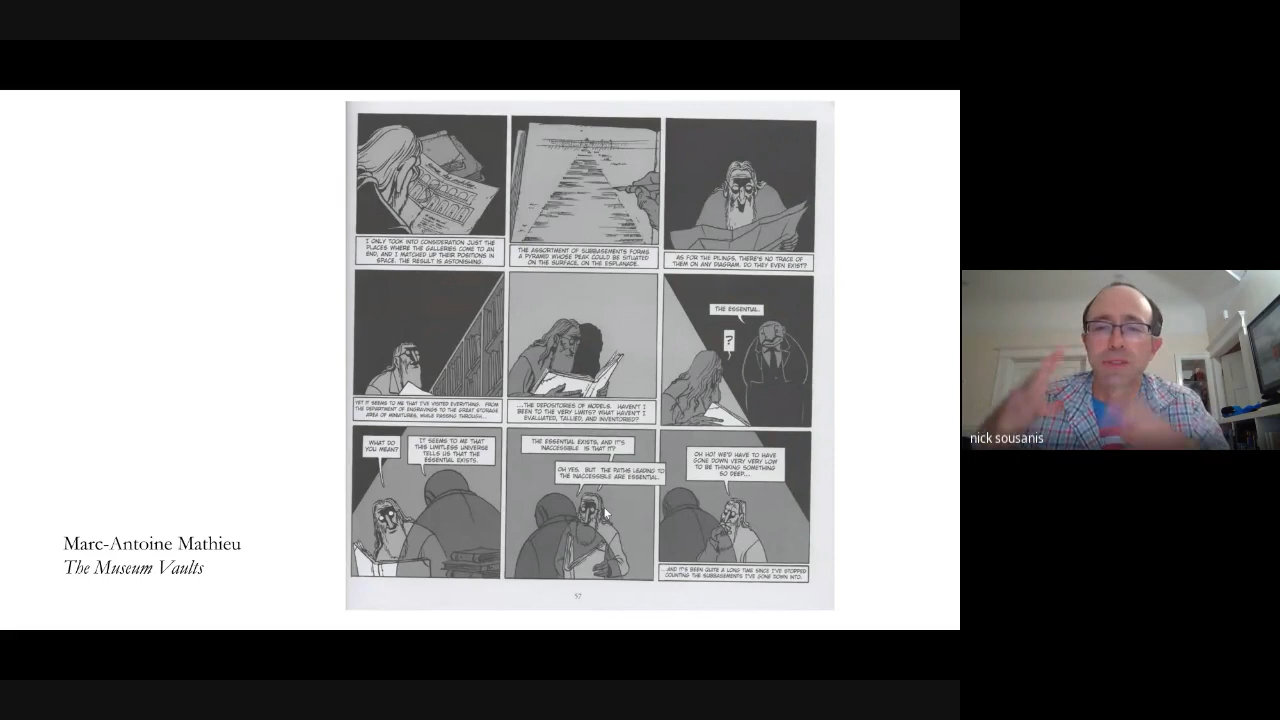 I ONLY TOOK INTO CONSIDERATION JUST THE
PLACES WHERE THE GALLERIES COME TO AN
END, AND I MATCHED UP THEIR POSITIONS IN
SPACE. THE RESULT IS ASTONISHING.
THE ASSORTMENT OF SUBBASEMENTS FORMS
A PYRAMID WHOSE PEAK COULD BE SITUATED
ON THE SURFACE, ON THE ESPLANADE.
AS FOR THE PILINGS, THERE'S NO TRACE OF
THEM ON ANY DIAGRAM. DO THEY EVEN EXIST?
YET IT SEEMS TO ME THAT I'VE VISITED EVERYTHING. FROM
THE DEPARTMENT OF ENGRAVINGS TO THE GREAT STORAGE
AREA OF MINIATURES, WHILE PASSING THROUGH...
...THE DEPOSITORIES OF MODELS. HAVEN'T I
BEEN TO THE VERY LIMITS? WHAT HAVEN'T I
EVALUATED, TALLIED, AND INVENTORIED?
THE ESSENTIAL.
?
WHAT DO
YOU MEAN?
IT SEEMS TO ME THAT
THIS LIMITLESS UNIVERSE
TELLS US THAT THE
ESSENTIAL EXISTS.
THE ESSENTIAL EXISTS, AND IT'S
INACCESSIBLE IS THAT IT?
OH YES. BUT THE PATHS LEADING TO
THE INACCESSIBLE ARE ESSENTIAL.
OH HO! WE'D HAVE TO HAVE
GONE DOWN VERY VERY LOW
TO BE THINKING SOMETHING
SO DEEP...
...AND IT'S BEEN QUITE A LONG TIME SINCE I'VE STOPPED
COUNTING THE SUBBASEMENTS I'VE GONE DOWN INTO.
57
Marc-Antoine Mathieu
The Museum Vaults
nick sousanis